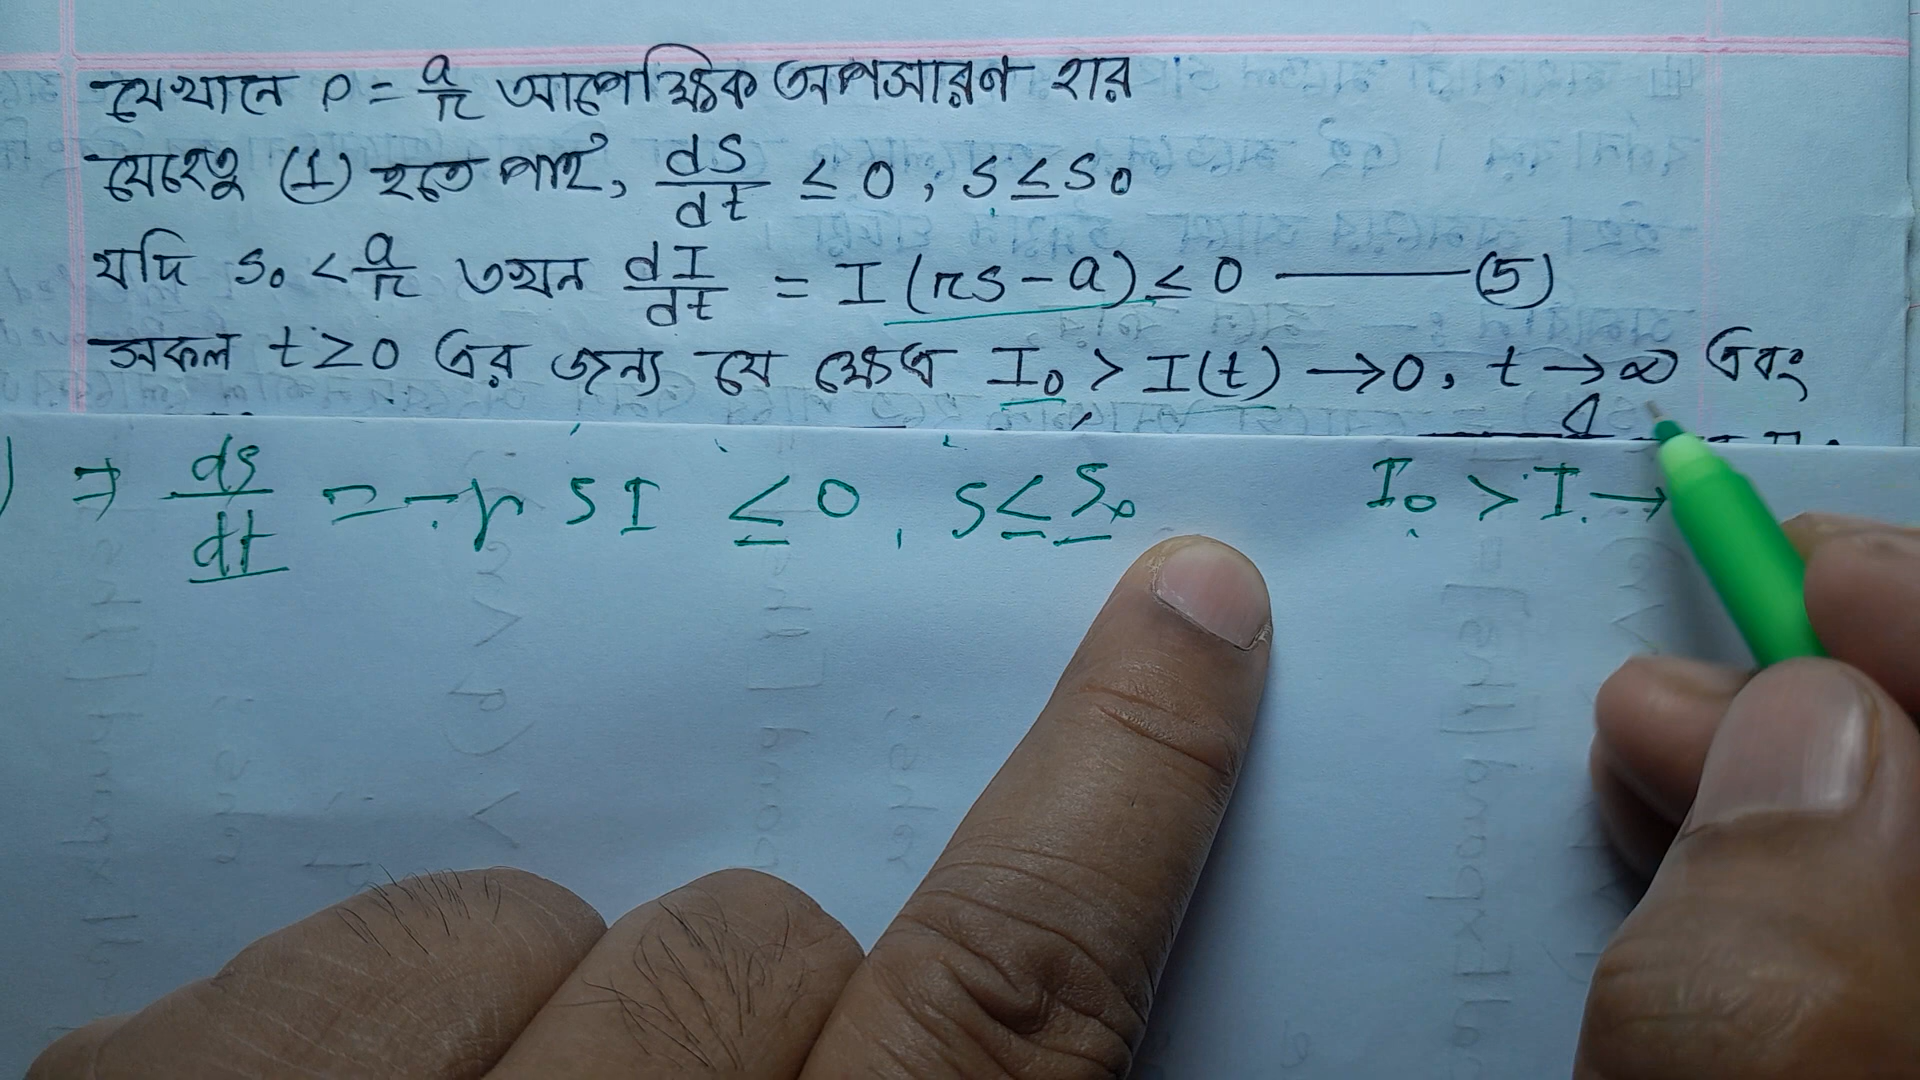 যেখানে ρ = a/r আপেক্ষিক অপসারণ হার
যেহেতু (1) হতে পাই, dS/dt ≤ 0, S ≤ S₀
যদি S₀ < a/r তখন dI/dt = I(rS - a) ≤ 0 ——— (5)
সকল t ≥ 0 এর জন্য যে ক্ষেত্রে I₀ > I(t) → 0, t → ∞ এবং
) ⇒ dS/dt = -r S I ≤ 0, S ≤ S₀ I₀ > I →